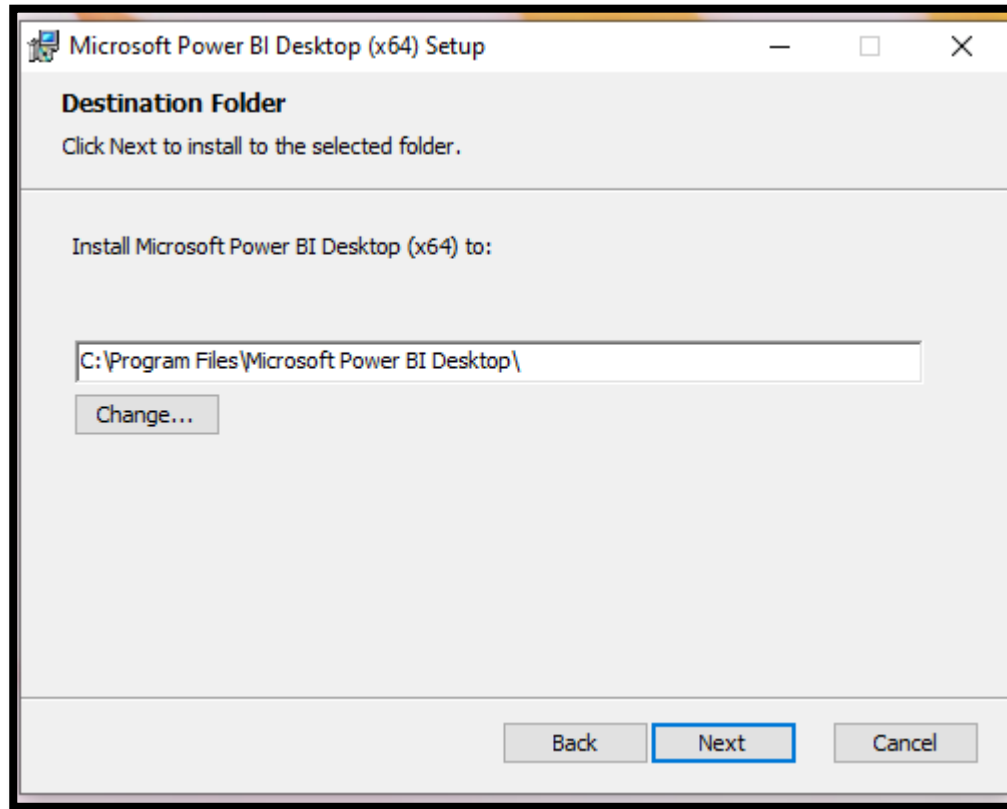 Microsoft Power BI Desktop (x64) Setup
Destination Folder
Click Next to install to the selected folder.
Install Microsoft Power BI Desktop (x64) to:
C:\Program Files\Microsoft Power BI Desktop\
Change...
Back Next Cancel